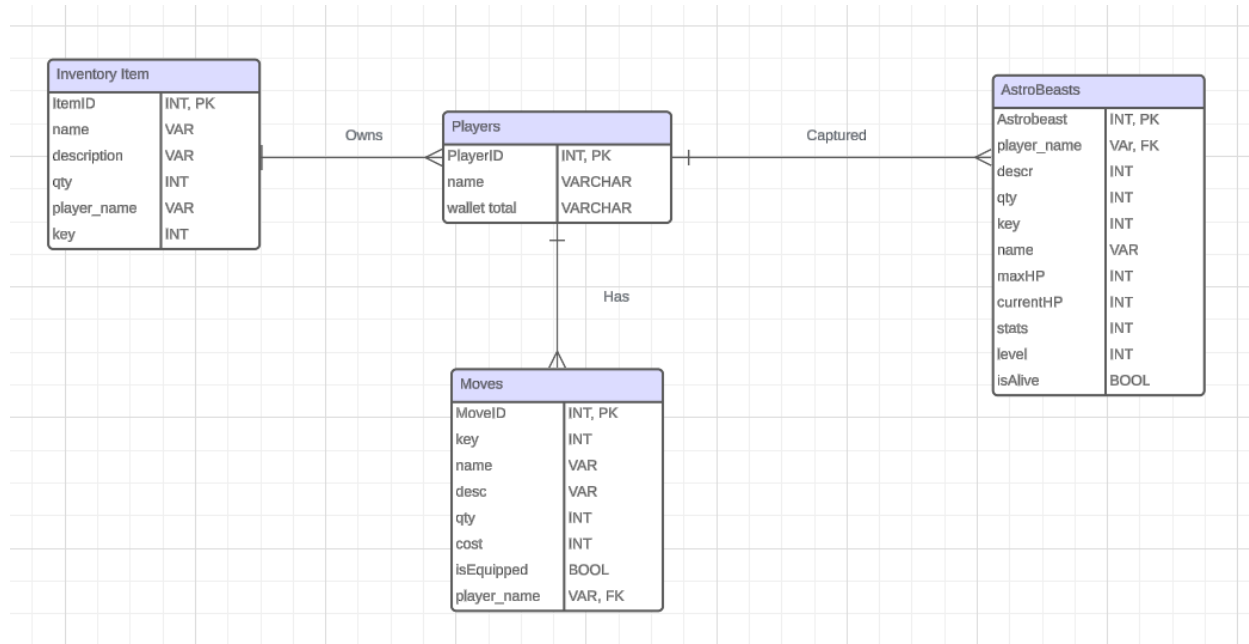 Inventory Item
ItemID INT, PK
name VAR
description VAR
qty INT
player_name VAR
key INT
Owns
Players
PlayerID INT, PK
name VARCHAR
wallet total VARCHAR
Captured
AstroBeasts
Astrobeast INT, PK
player_name VAr, FK
descr INT
qty INT
key INT
name VAR
maxHP INT
currentHP INT
stats INT
level INT
isAlive BOOL
Has
Moves
MoveID INT, PK
key INT
name VAR
desc VAR
qty INT
cost INT
isEquipped BOOL
player_name VAR, FK